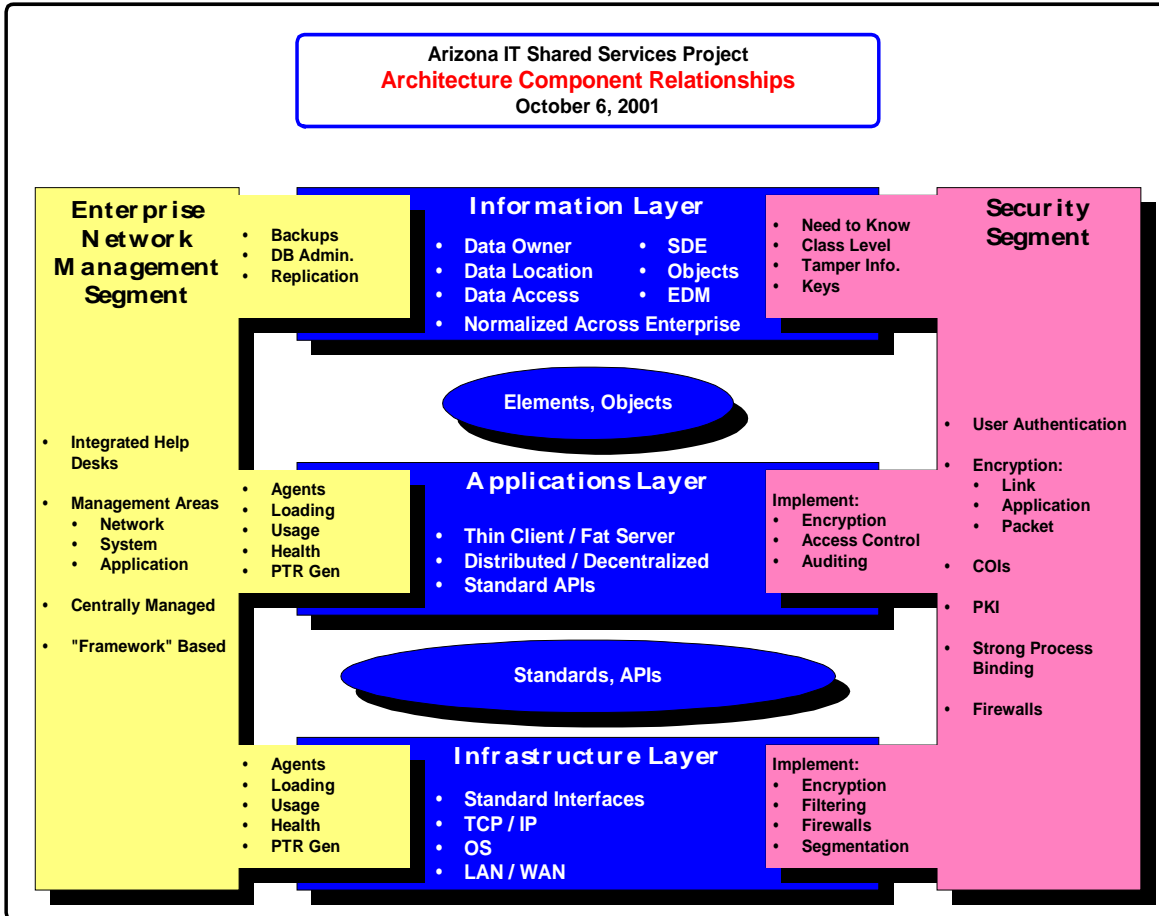 Arizona IT Shared Services Project
Architecture Component Relationships
October 6, 2001
Enterprise
Network
Management
Segment
• Integrated Help
Desks
• Management Areas
• Network
• System
• Application
• Centrally Managed
• "Framework" Based
• Backups
• DB Admin.
• Replication
Information Layer
• Data Owner
• Data Location
• Data Access
• Normalized Across Enterprise
• SDE
• Objects
• EDM
• Need to Know
• Class Level
• Tamper Info.
• Keys
Elements, Objects
• Agents
• Loading
• Usage
• Health
• PTR Gen
Applications Layer
• Thin Client / Fat Server
• Distributed / Decentralized
• Standard APIs
Implement:
• Encryption
• Access Control
• Auditing
Standards, APIs
• Agents
• Loading
• Usage
• Health
• PTR Gen
Infrastructure Layer
• Standard Interfaces
• TCP / IP
• OS
• LAN / WAN
Implement:
• Encryption
• Filtering
• Firewalls
• Segmentation
Security
Segment
• User Authentication
• Encryption:
• Link
• Application
• Packet
• COIs
• PKI
• Strong Process
Binding
• Firewalls